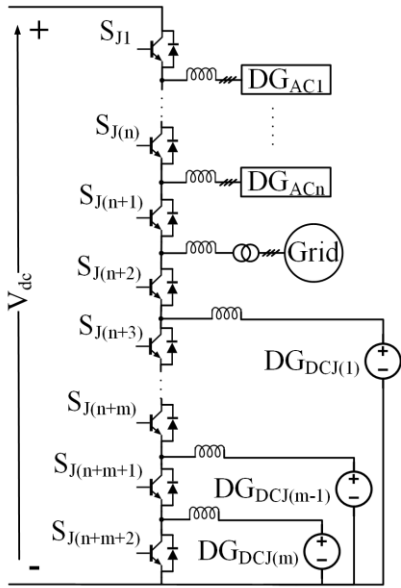 +
S_J1
DG_AC1
S_J(n)
DG_ACn
S_J(n+1)
Grid
S_J(n+2)
V_dc
S_J(n+3)
+
-
DG_DCJ(1)
S_J(n+m)
S_J(n+m+1)
+
-
DG_DCJ(m-1)
S_J(n+m+2)
+
-
DG_DCJ(m)
-